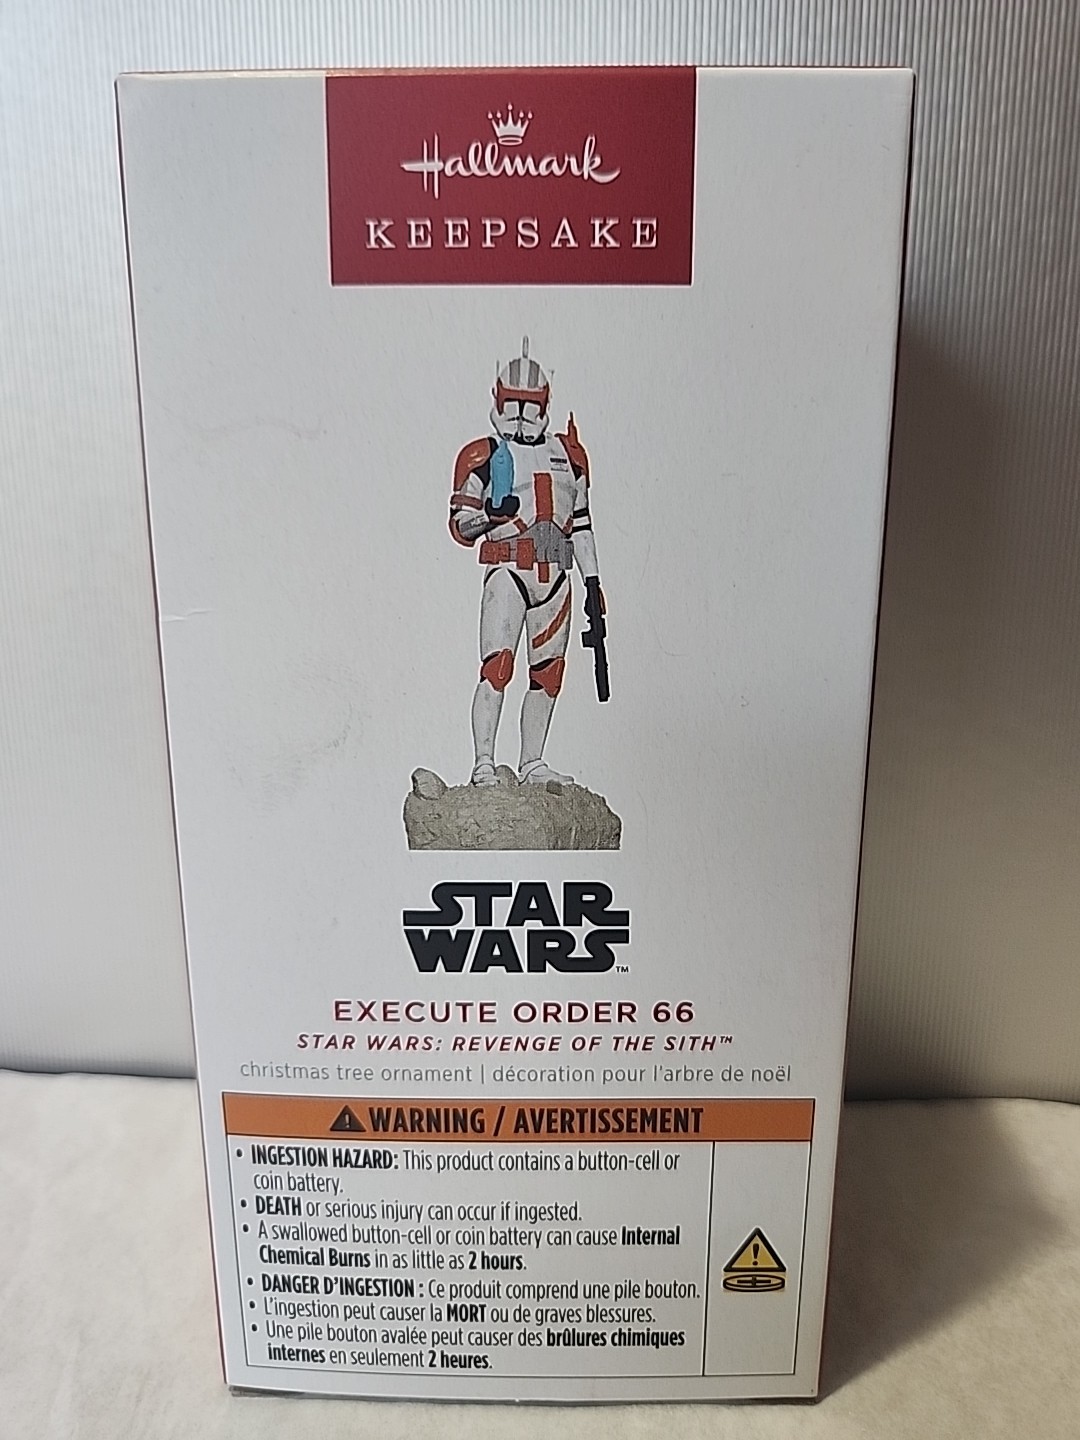 Hallmark
KEEPSAKE
STAR
WARS™
EXECUTE ORDER 66
STAR WARS: REVENGE OF THE SITH™
christmas tree ornament | décoration pour l'arbre de noël
WARNING / AVERTISSEMENT
• INGESTION HAZARD: This product contains a button-cell or
coin battery.
• DEATH or serious injury can occur if ingested.
• A swallowed button-cell or coin battery can cause Internal
Chemical Burns in as little as 2 hours.
• DANGER D'INGESTION : Ce produit comprend une pile bouton.
• L'ingestion peut causer la MORT ou de graves blessures.
• Une pile bouton avalée peut causer des brûlures chimiques
internes en seulement 2 heures.